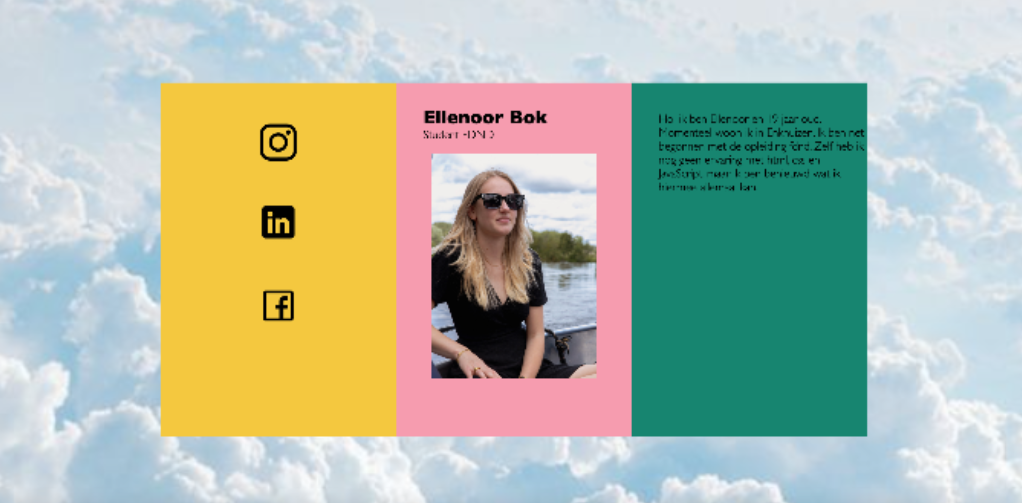 in
f
Ellenoor Bok
Student FDND
Hoi, ik ben Ellenoor en 19 jaar oud.
Momenteel woon ik in Enkhuizen. Ik ben net
begonnen met de opleiding fdnd. Zelf heb ik
nog geen ervaring met html, css en
JavaScript, maar ik ben benieuwd wat ik
hiermee allemaal kan.